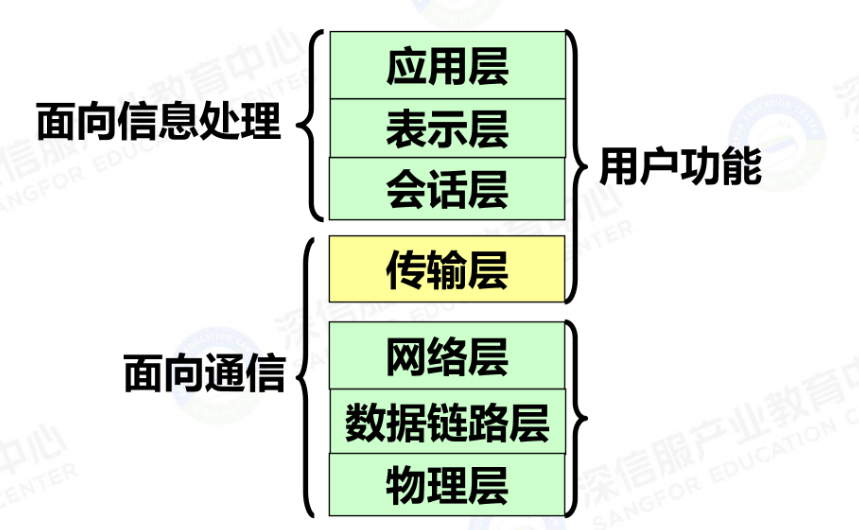 应用层
面向信息处理
表示层
用户功能
会话层
传输层
网络层
面向通信
数据链路层
物理层
深信服产业教育中心
SANGFOR EDUCATION CENTER